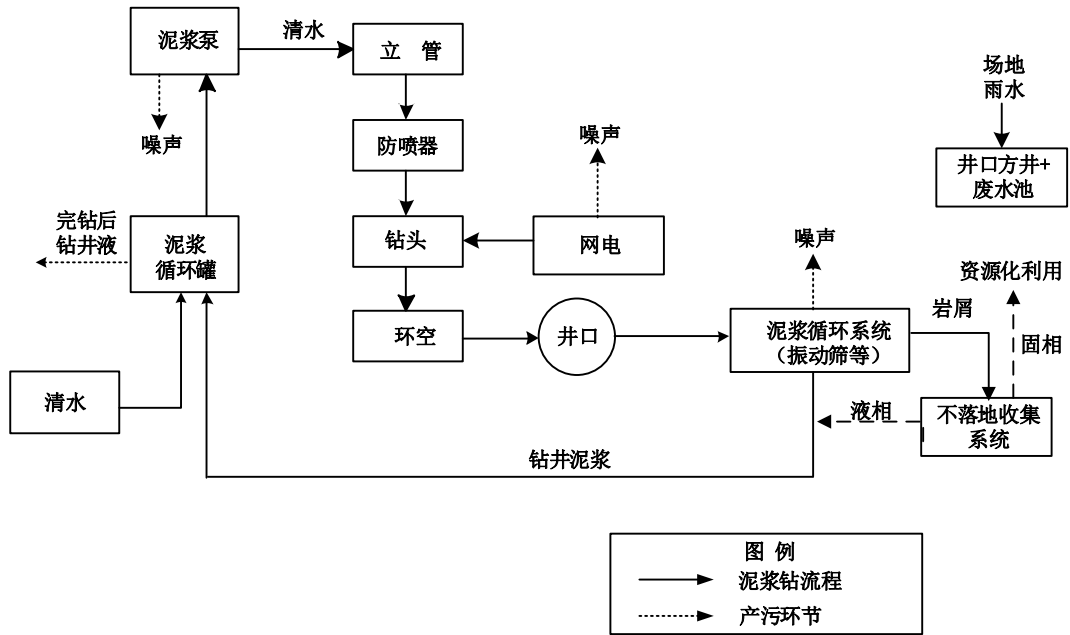 泥浆泵
清水
立 管
噪声
防喷器
噪声
场地
雨水
井口方井+
废水池
完钻后
钻井液
泥浆
循环罐
钻头
网电
噪声
资源化利用
岩屑
环空
井口
泥浆循环系统
（振动筛等）
固相
清水
液相
不落地收集
系统
钻井泥浆
图 例
泥浆钻流程
产污环节